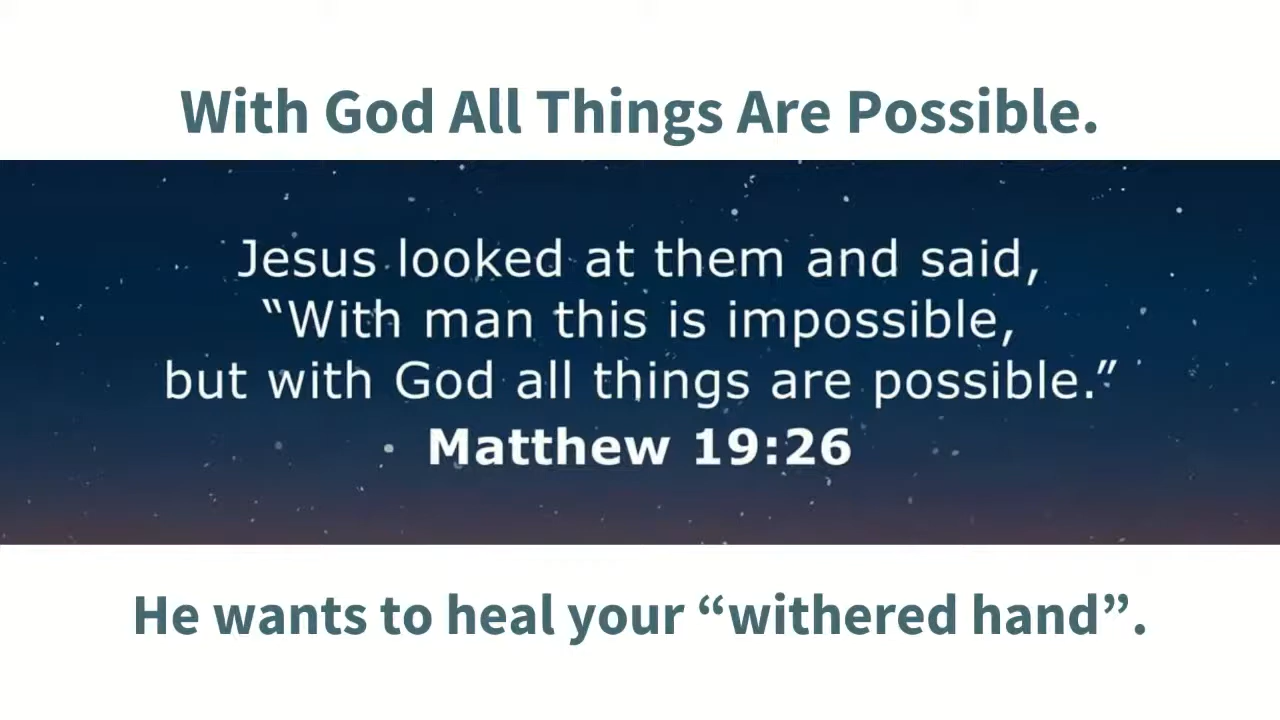 With God All Things Are Possible.
Jesus looked at them and said,
“With man this is impossible,
but with God all things are possible.”
Matthew 19:26
He wants to heal your “withered hand”.